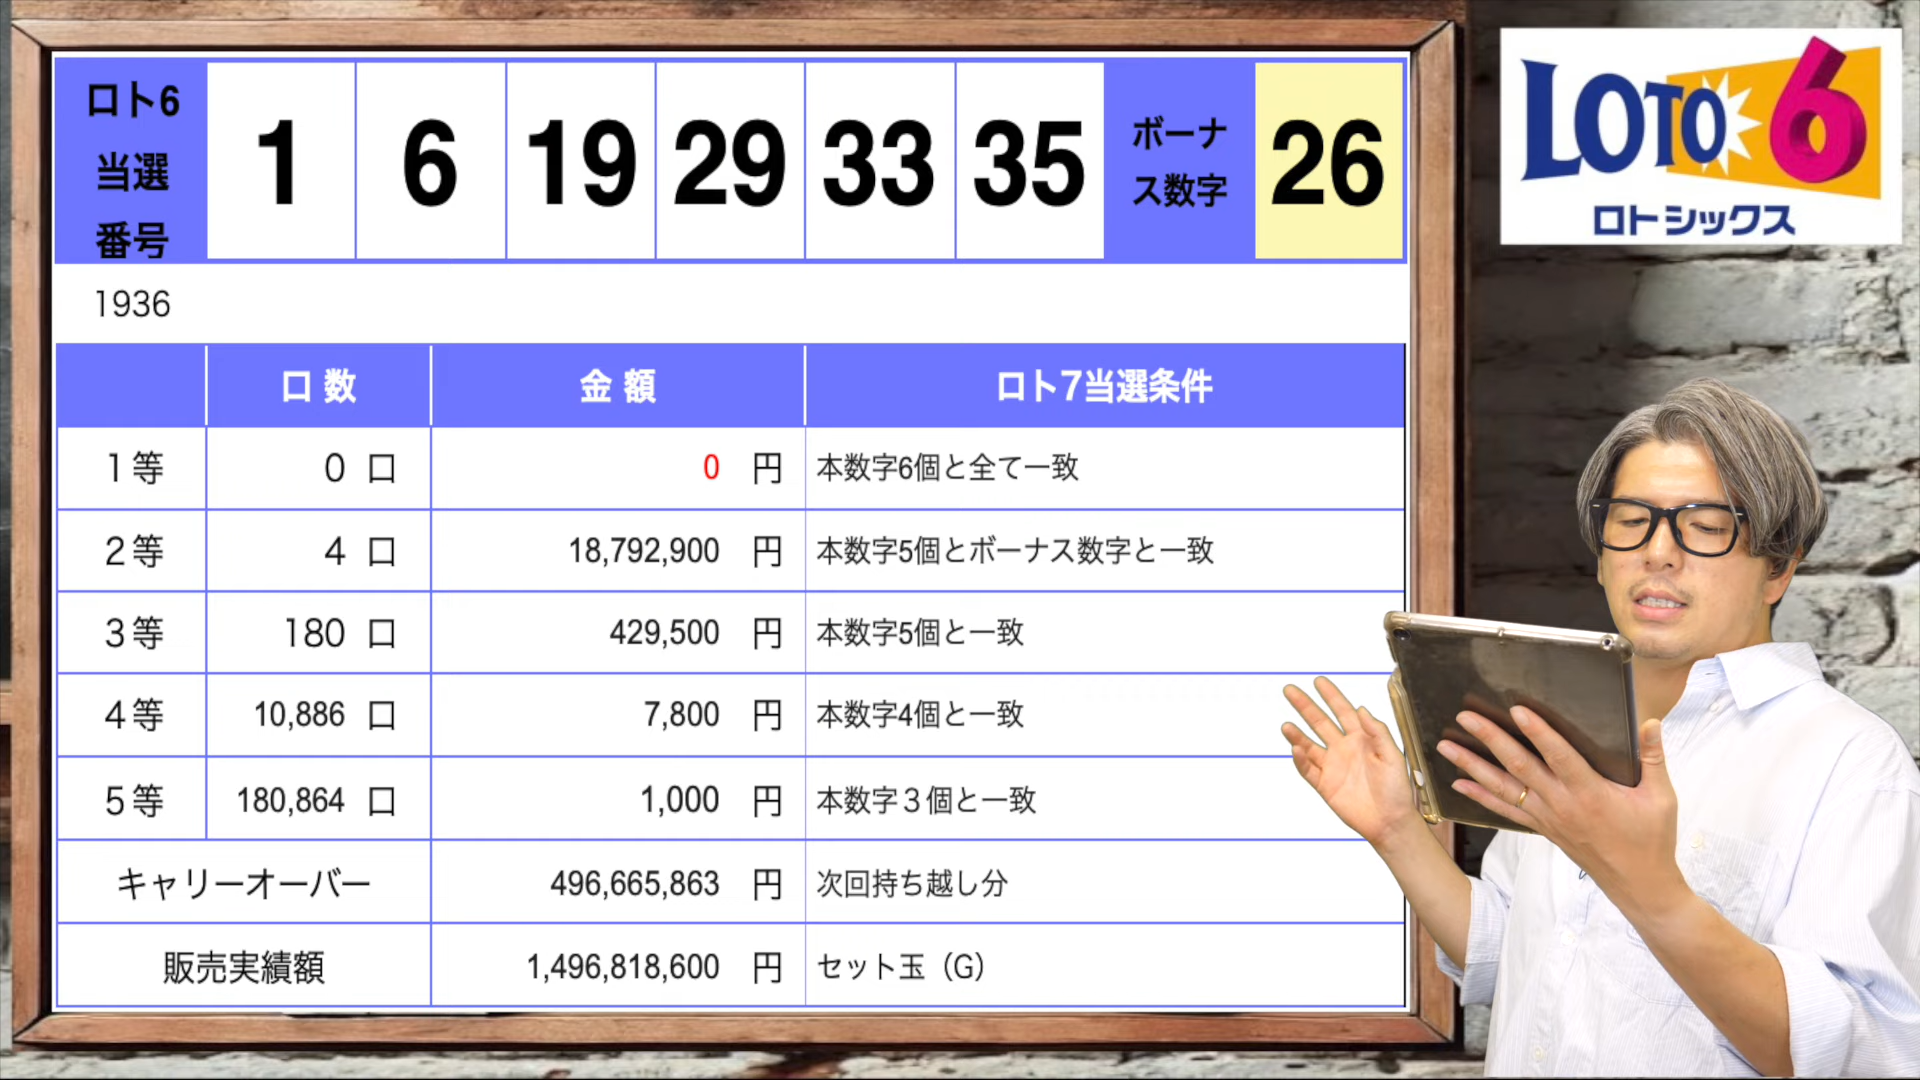 ロト6
当選
番号
1 6 19 29 33 35
ボーナ
ス数字
26
LOTO 6
ロトシックス
1936
口 数 金 額 ロト7当選条件
1等 0 口 0 円 本数字6個と全て一致
2等 4 口 18,792,900 円 本数字5個とボーナス数字と一致
3等 180 口 429,500 円 本数字5個と一致
4等 10,886 口 7,800 円 本数字4個と一致
5等 180,864 口 1,000 円 本数字３個と一致
キャリーオーバー 496,665,863 円 次回持ち越し分
販売実績額 1,496,818,600 円 セット玉（G）